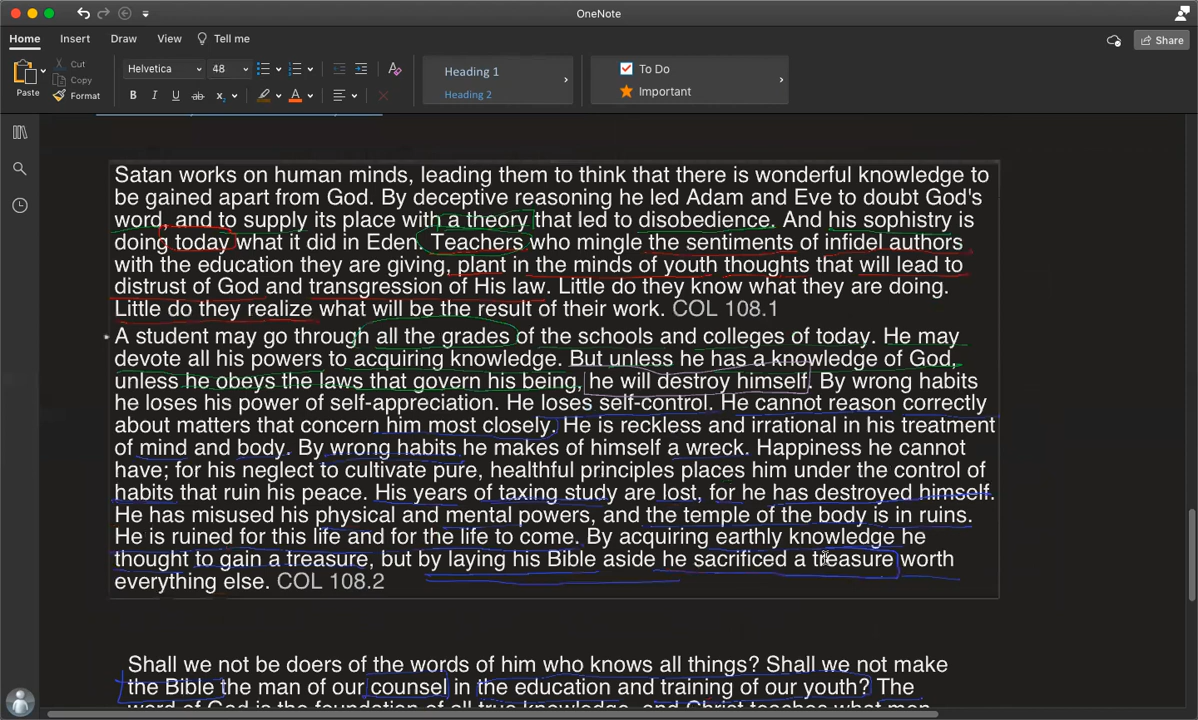 OneNote
Home Insert Draw View Tell me
Share
Paste
Cut
Copy
Format
Helvetica 48
B I U ab X₂ A
Heading 1
Heading 2
To Do
Important
Satan works on human minds, leading them to think that there is wonderful knowledge to
be gained apart from God. By deceptive reasoning he led Adam and Eve to doubt God's
word, and to supply its place with a theory that led to disobedience. And his sophistry is
doing today what it did in Eden. Teachers who mingle the sentiments of infidel authors
with the education they are giving, plant in the minds of youth thoughts that will lead to
distrust of God and transgression of His law. Little do they know what they are doing.
Little do they realize what will be the result of their work. COL 108.1
A student may go through all the grades of the schools and colleges of today. He may
devote all his powers to acquiring knowledge. But unless he has a knowledge of God,
unless he obeys the laws that govern his being, he will destroy himself. By wrong habits
he loses his power of self-appreciation. He loses self-control. He cannot reason correctly
about matters that concern him most closely. He is reckless and irrational in his treatment
of mind and body. By wrong habits he makes of himself a wreck. Happiness he cannot
have; for his neglect to cultivate pure, healthful principles places him under the control of
habits that ruin his peace. His years of taxing study are lost, for he has destroyed himself.
He has misused his physical and mental powers, and the temple of the body is in ruins.
He is ruined for this life and for the life to come. By acquiring earthly knowledge he
thought to gain a treasure, but by laying his Bible aside he sacrificed a treasure worth
everything else. COL 108.2
Shall we not be doers of the words of him who knows all things? Shall we not make
the Bible the man of our counsel in the education and training of our youth? The
word of God is the foundation of all true knowledge, and Christ teaches what men